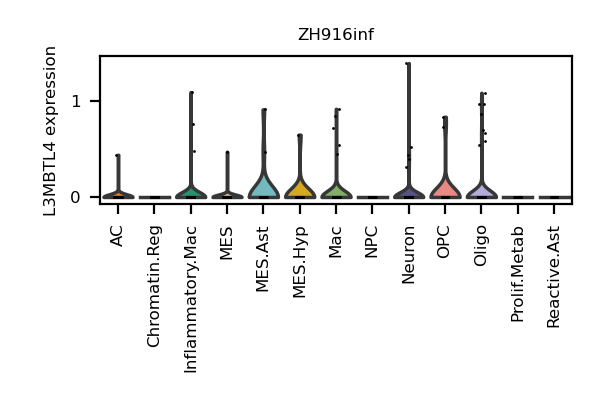 ZH916inf
L3MBTL4 expression
1
0
AC
Chromatin.Reg
Inflammatory.Mac
MES
MES.Ast
MES.Hyp
Mac
NPC
Neuron
OPC
Oligo
Prolif.Metab
Reactive.Ast